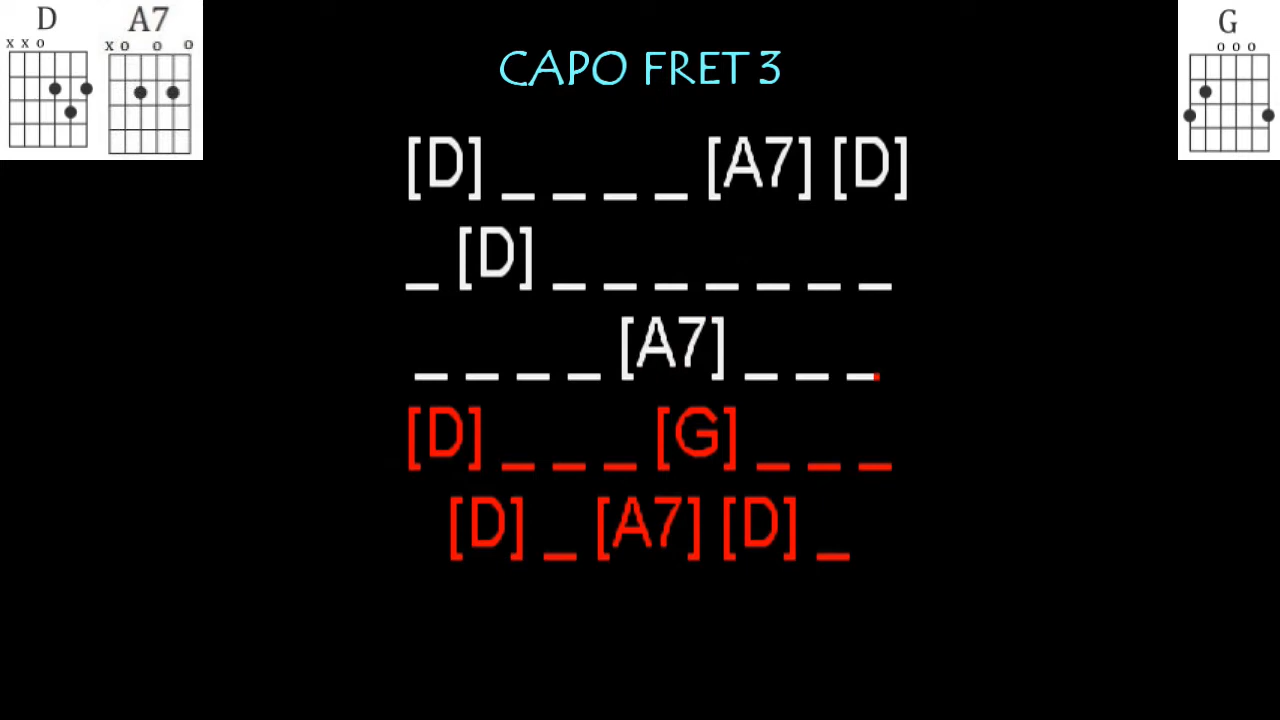 D A7 G
x x o x o o o o o o
CAPO FRET 3
[D] _ _ _ _ [A7] [D]
_ [D] _ _ _ _ _ _ _
_ _ _ _ [A7] _ _ _
[D] _ _ _ [G] _ _ _
[D] _ [A7] [D] _